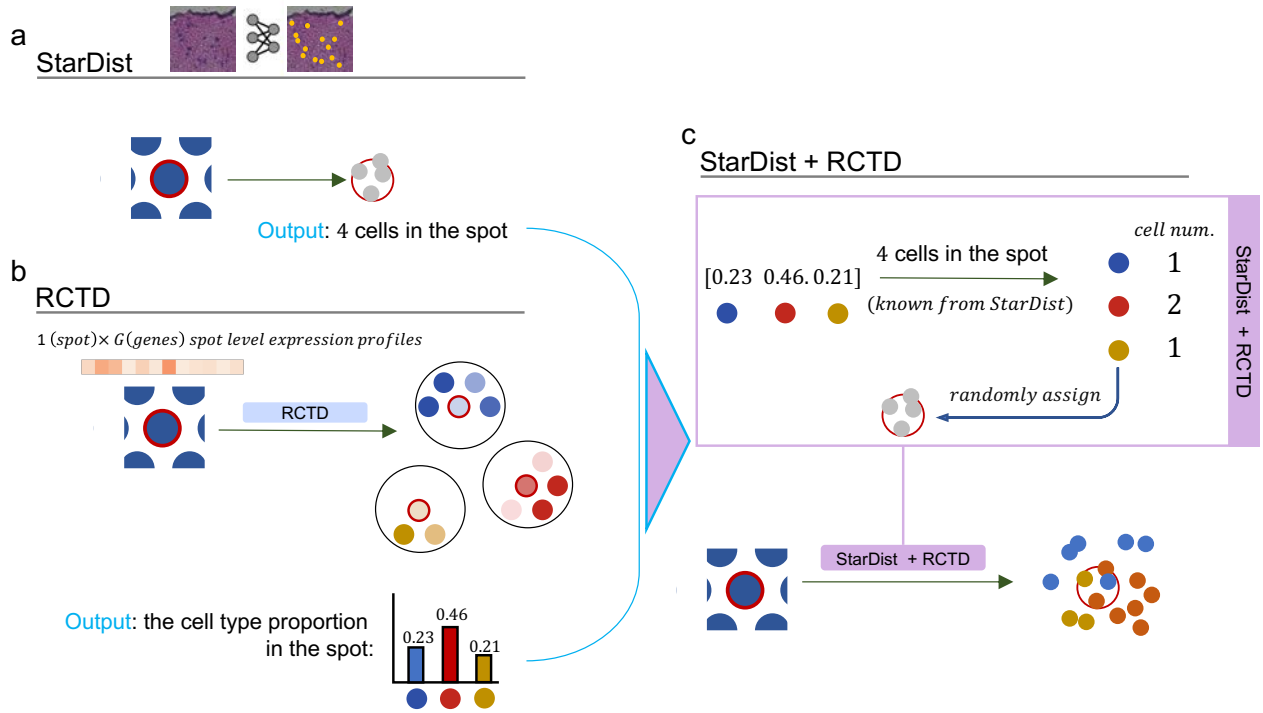 a
StarDist
Output: 4 cells in the spot
b
RCTD
1 (spot)× G(genes) spot level expression profiles
RCTD
Output: the cell type proportion
in the spot:
0.23
0.46
0.21
c
StarDist + RCTD
[0.23 0.46. 0.21]
4 cells in the spot
(known from StarDist)
cell num.
1
2
1
randomly assign
StarDist + RCTD
StarDist + RCTD